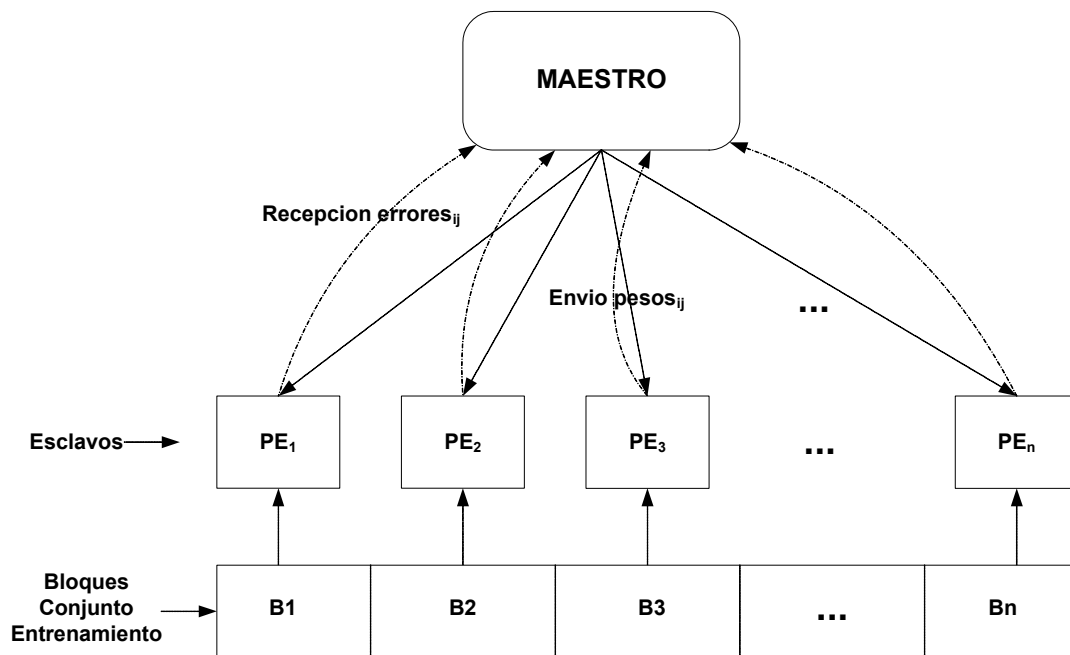 MAESTRO
Recepcion errores_ij
Envio pesos_ij
...
Esclavos
PE_1
PE_2
PE_3
...
PE_n
Bloques
Conjunto
Entrenamiento
B1
B2
B3
...
Bn